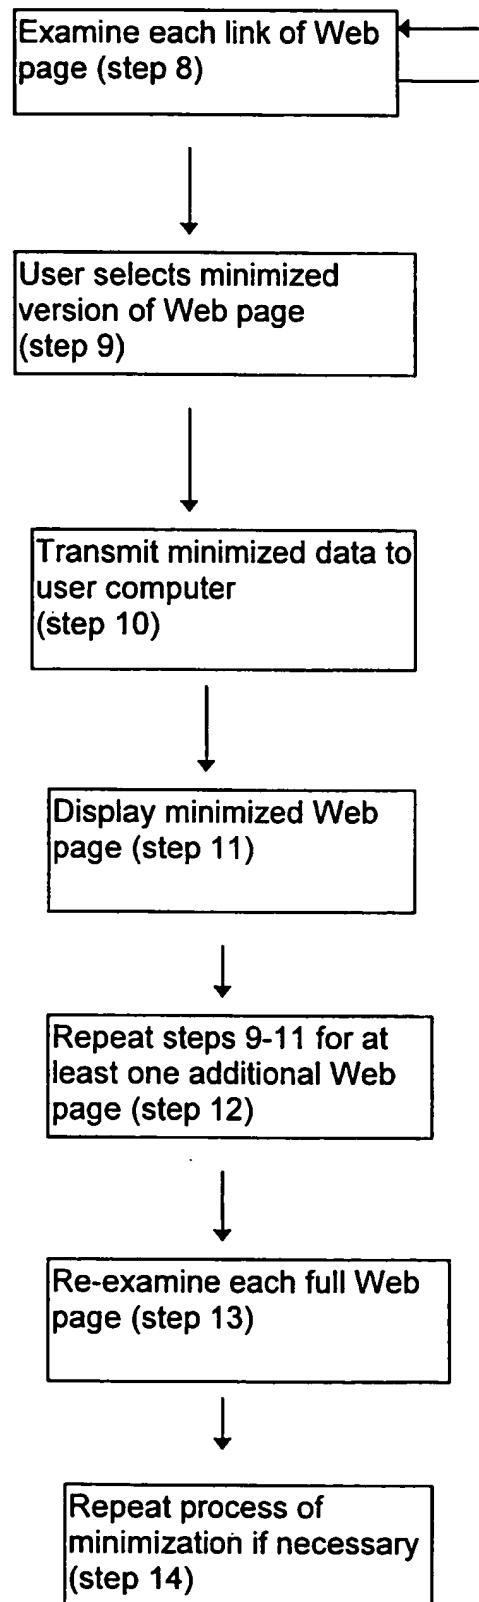 Examine each link of Web
page (step 8)
User selects minimized
version of Web page
(step 9)
Transmit minimized data to
user computer
(step 10)
Display minimized Web
page (step 11)
Repeat steps 9-11 for at
least one additional Web
page (step 12)
Re-examine each full Web
page (step 13)
Repeat process of
minimization if necessary
(step 14)